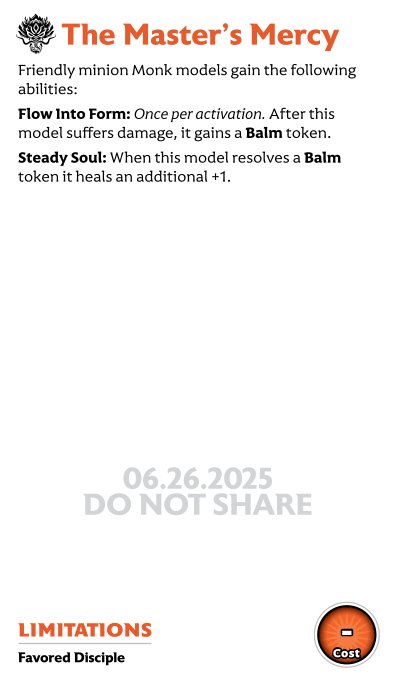 The Master's Mercy
Friendly minion Monk models gain the following
abilities:
Flow Into Form: Once per activation. After this
model suffers damage, it gains a Balm token.
Steady Soul: When this model resolves a Balm
token it heals an additional +1.
06.26.2025
DO NOT SHARE
LIMITATIONS
Favored Disciple
-
Cost